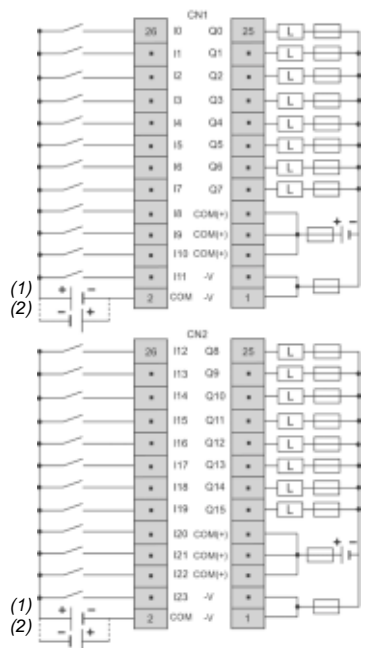 CN1
26 I0 Q0 25 L
I1 Q1 L
I2 Q2 L
I3 Q3 L
I4 Q4 L
I5 Q5 L
I6 Q6 L
I7 Q7 L
I8 COM(+)
I9 COM(+) + -
I10 COM(+)
I11 -V
(1) + - 2 COM -V 1
(2) - +
CN2
26 I12 Q8 25 L
I13 Q9 L
I14 Q10 L
I15 Q11 L
I16 Q12 L
I17 Q13 L
I18 Q14 L
I19 Q15 L
I20 COM(+)
I21 COM(+) + -
I22 COM(+)
I23 -V
(1) + - 2 COM -V 1
(2) - +